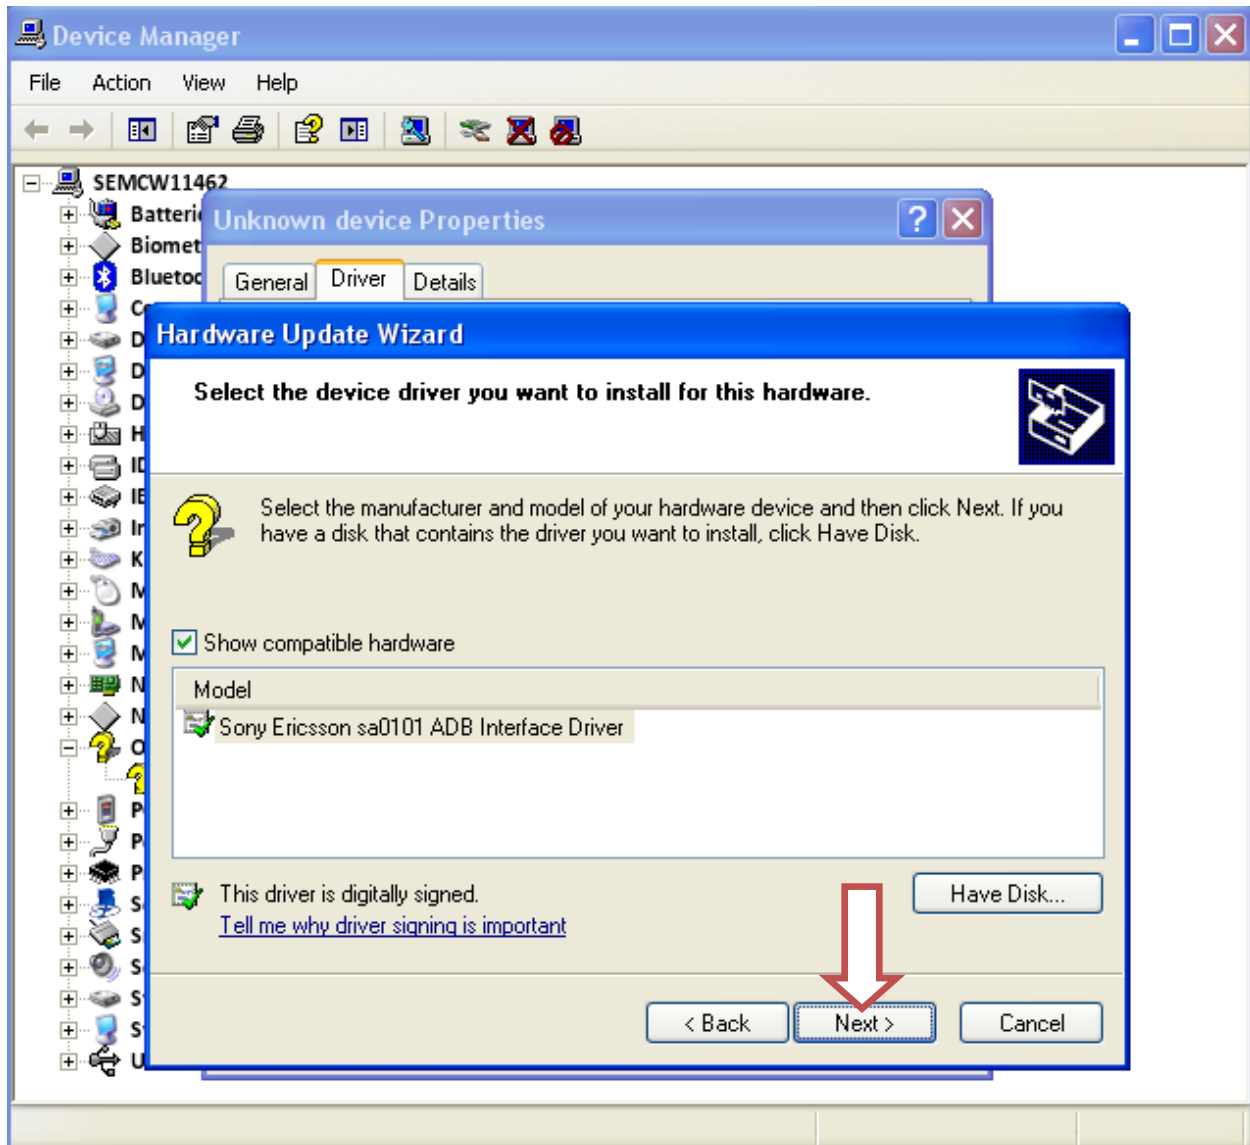 Device Manager
File Action View Help
SEMCW11462
Batteri
Unknown device Properties
Biomet
Bluetoc
General Driver Details
Hardware Update Wizard
Select the device driver you want to install for this hardware.
Select the manufacturer and model of your hardware device and then click Next. If you
have a disk that contains the driver you want to install, click Have Disk.
Show compatible hardware
Model
Sony Ericsson sa0101 ADB Interface Driver
This driver is digitally signed.
Have Disk...
Tell me why driver signing is important
< Back Next > Cancel